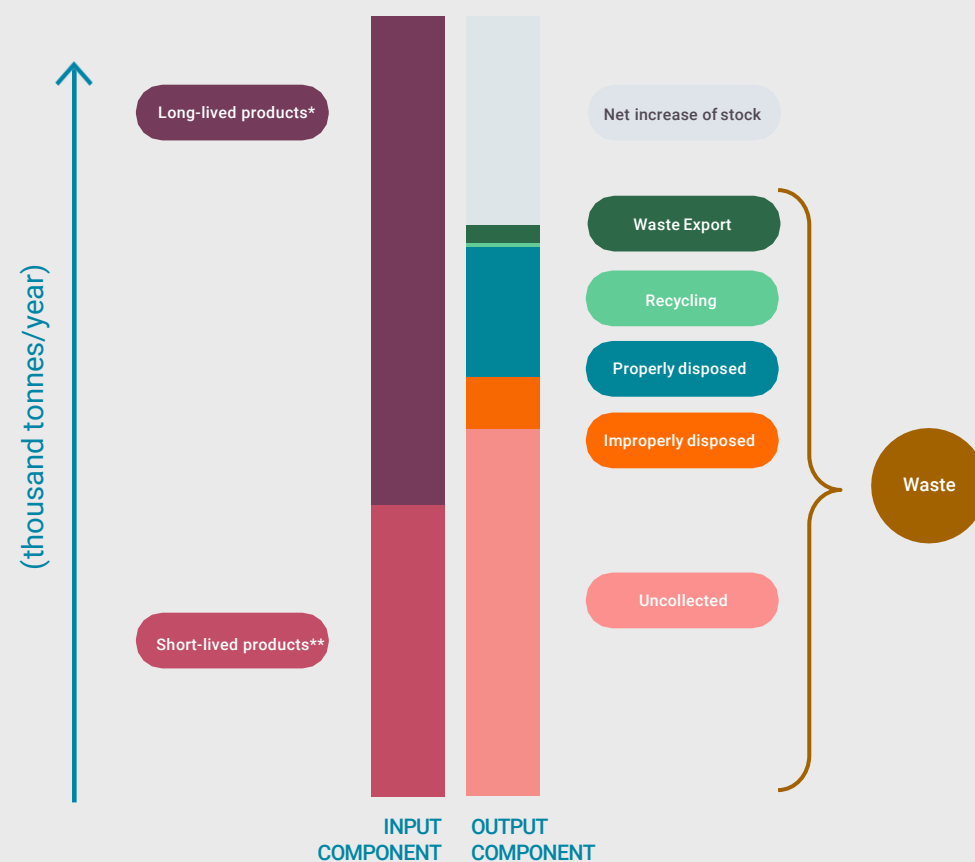 (thousand tonnes/year)
Long-lived products*
Short-lived products**
Net increase of stock
Waste Export
Recycling
Properly disposed
Improperly disposed
Uncollected
Waste
INPUT
COMPONENT
OUTPUT
COMPONENT